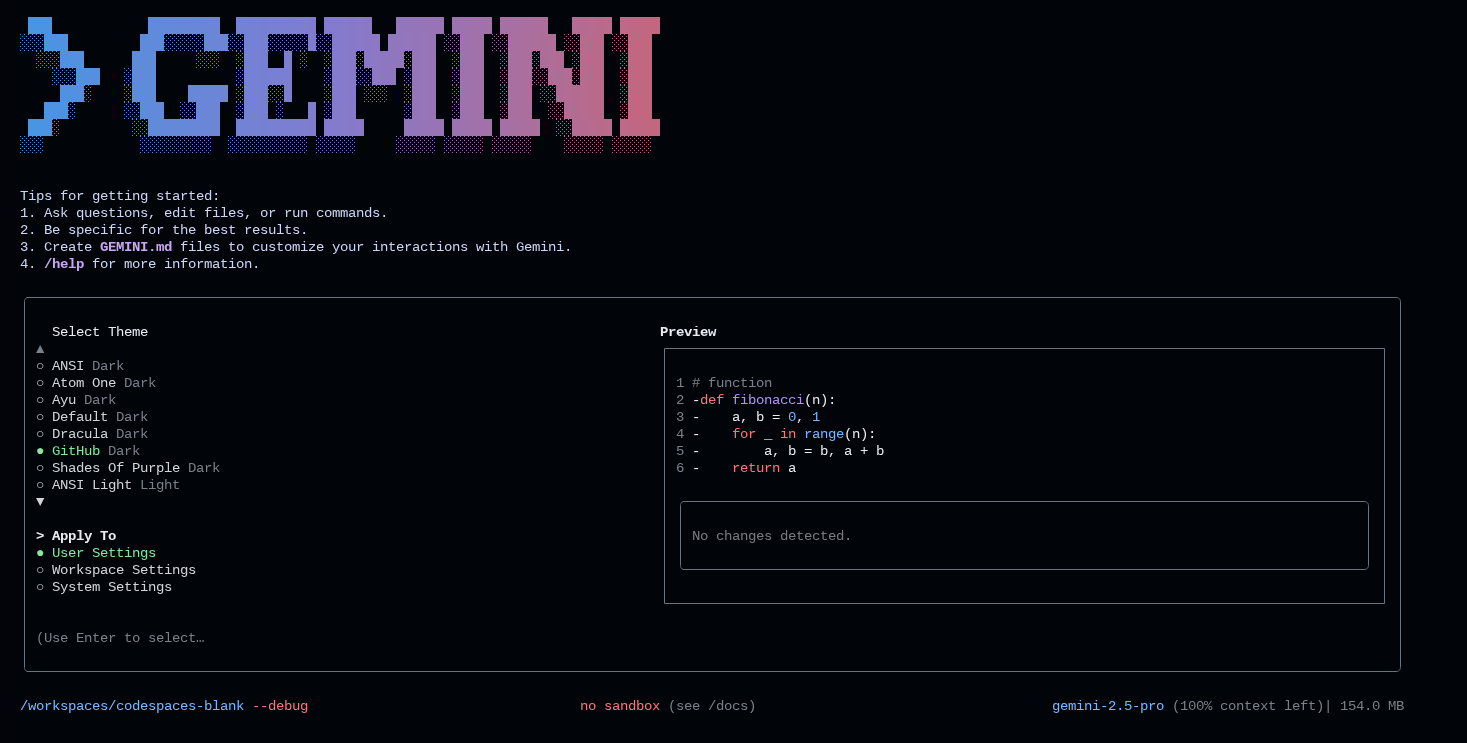 > GEMINI
Tips for getting started:
1. Ask questions, edit files, or run commands.
2. Be specific for the best results.
3. Create GEMINI.md files to customize your interactions with Gemini.
4. /help for more information.
Select Theme
▲
○ ANSI Dark
○ Atom One Dark
○ Ayu Dark
○ Default Dark
○ Dracula Dark
● GitHub Dark
○ Shades Of Purple Dark
○ ANSI Light Light
▼
> Apply To
● User Settings
○ Workspace Settings
○ System Settings
(Use Enter to select…
Preview
1 # function
2 -def fibonacci(n):
3 -    a, b = 0, 1
4 -    for _ in range(n):
5 -        a, b = b, a + b
6 -    return a
No changes detected.
/workspaces/codespaces-blank --debug
no sandbox (see /docs)
gemini-2.5-pro (100% context left)| 154.0 MB